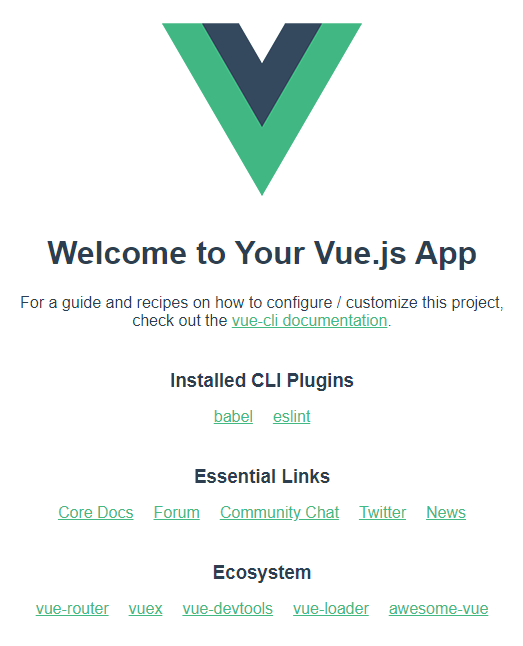 Welcome to Your Vue.js App
For a guide and recipes on how to configure / customize this project,
check out the vue-cli documentation.
Installed CLI Plugins
babel eslint
Essential Links
Core Docs Forum Community Chat Twitter News
Ecosystem
vue-router vuex vue-devtools vue-loader awesome-vue